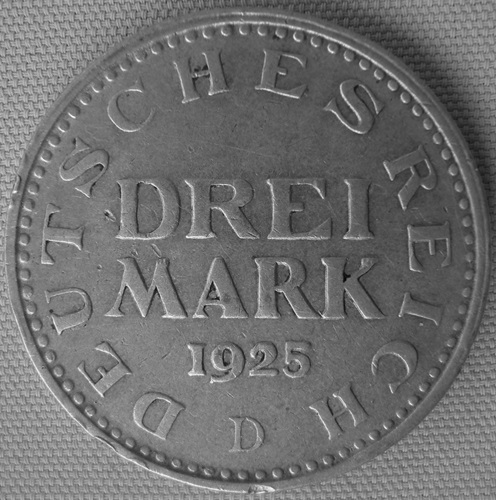 DEUTSCHES REICH
DREI
MARK
1925
D